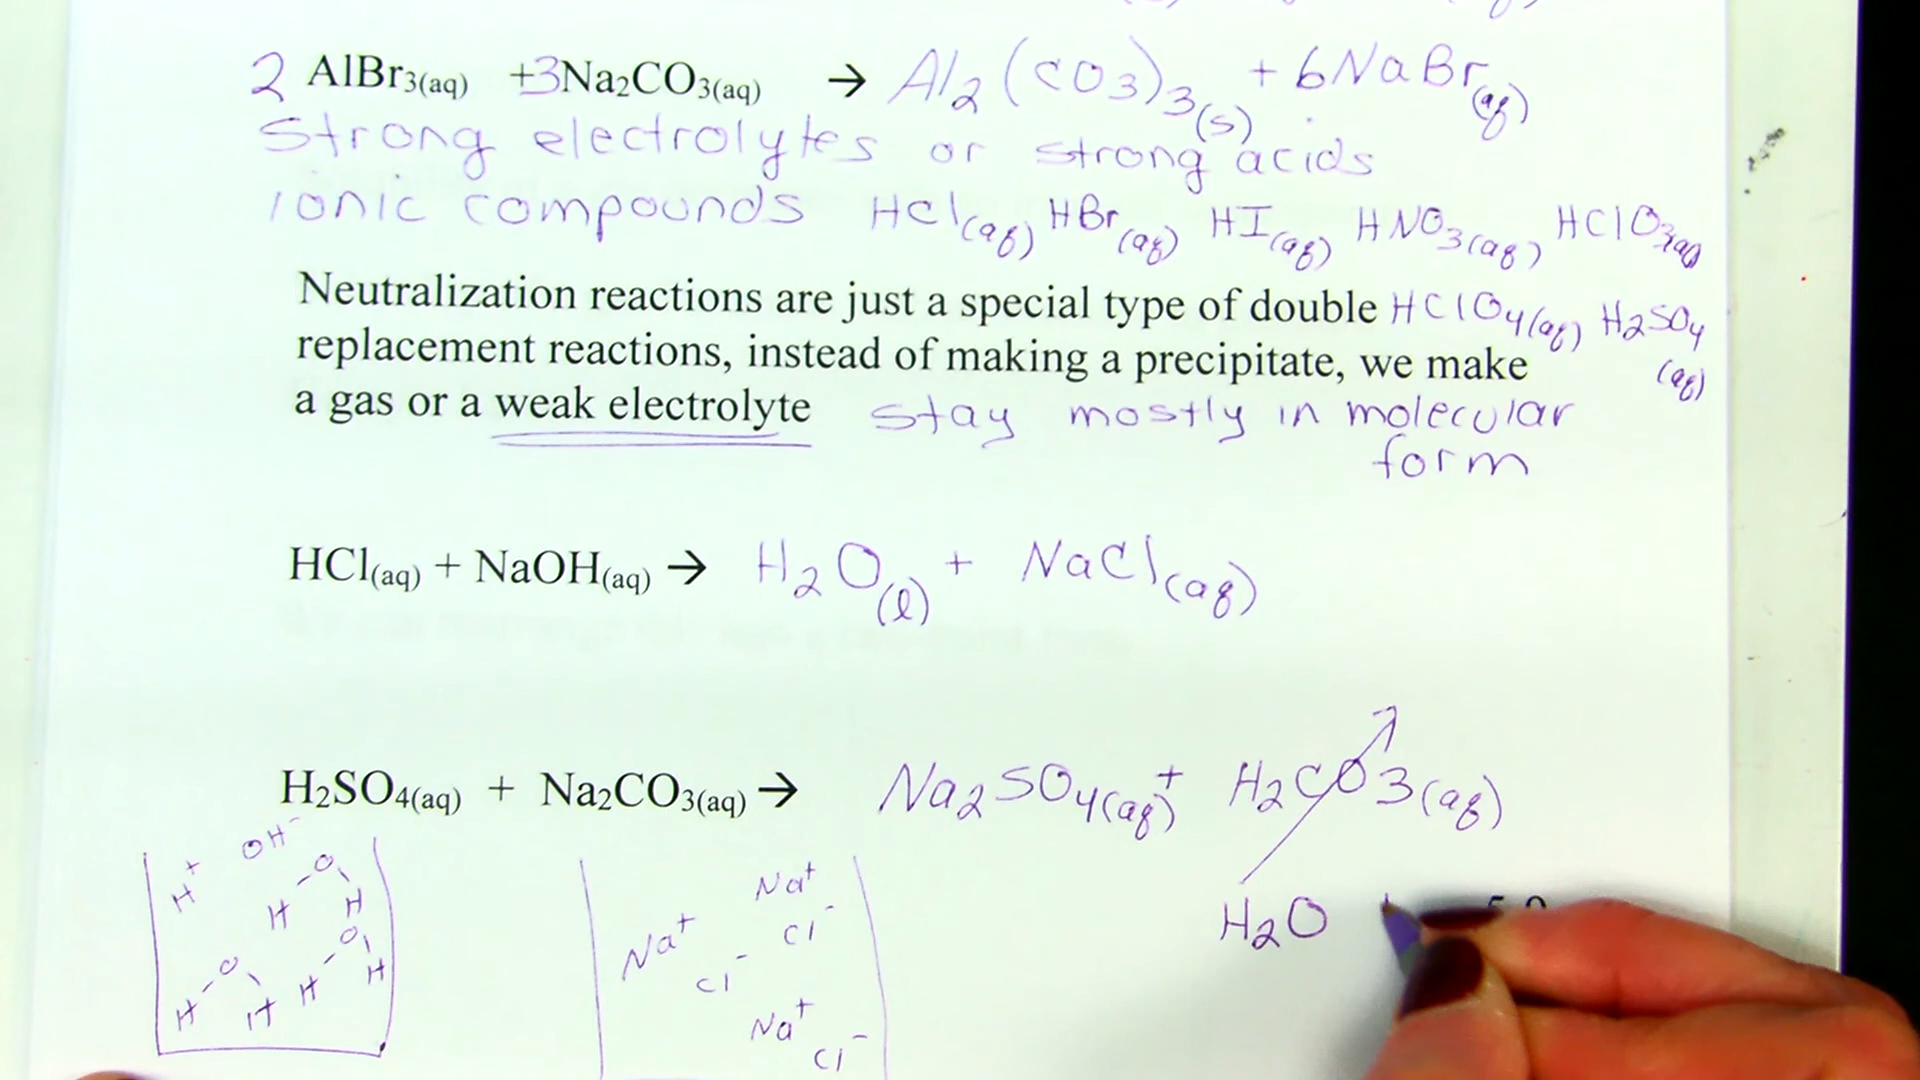 2 AlBr3(aq) +3Na2CO3(aq) → Al2(CO3)3(s) + 6NaBr(aq)
Strong electrolytes or strong acids
ionic compounds HCl(aq) HBr(aq) HI(aq) HNO3(aq) HClO3(aq)
Neutralization reactions are just a special type of double HClO4(aq) H2SO4
replacement reactions, instead of making a precipitate, we make (aq)
a gas or a weak electrolyte stay mostly in molecular
form
HCl(aq) + NaOH(aq) → H2O(l) + NaCl(aq)
H2SO4(aq) + Na2CO3(aq) → Na2SO4(aq) + H2CO3(aq)
H+ OH- O H H Na+ Cl-
H2O
O H H O H H Na+ Cl-
Na+ Cl-